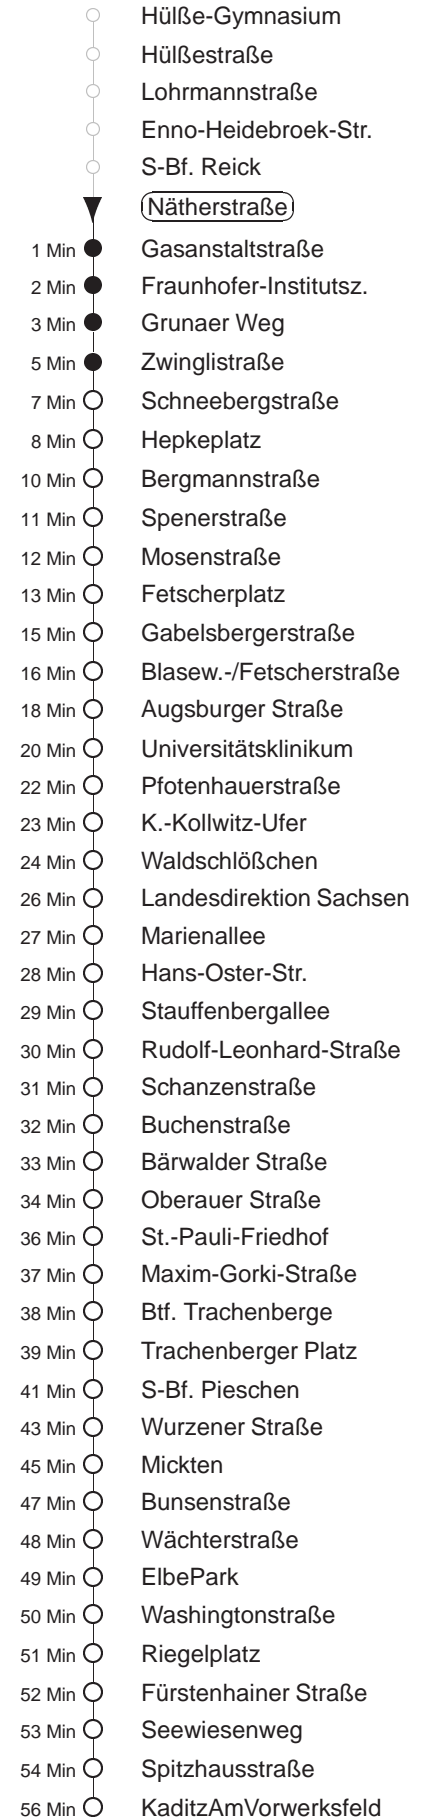 Hülße-Gymnasium
Hülßestraße
Lohrmannstraße
Enno-Heidebroek-Str.
S-Bf. Reick
Nätherstraße
1 Min Gasanstaltstraße
2 Min Fraunhofer-Institutsz.
3 Min Grunaer Weg
5 Min Zwinglistraße
7 Min Schneebergstraße
8 Min Hepkeplatz
10 Min Bergmannstraße
11 Min Spenerstraße
12 Min Mosenstraße
13 Min Fetscherplatz
15 Min Gabelsbergerstraße
16 Min Blasew.-/Fetscherstraße
18 Min Augsburger Straße
20 Min Universitätsklinikum
22 Min Pfotenhauerstraße
23 Min K.-Kollwitz-Ufer
24 Min Waldschlößchen
26 Min Landesdirektion Sachsen
27 Min Marienallee
28 Min Hans-Oster-Str.
29 Min Stauffenbergallee
30 Min Rudolf-Leonhard-Straße
31 Min Schanzenstraße
32 Min Buchenstraße
33 Min Bärwalder Straße
34 Min Oberauer Straße
36 Min St.-Pauli-Friedhof
37 Min Maxim-Gorki-Straße
38 Min Btf. Trachenberge
39 Min Trachenberger Platz
41 Min S-Bf. Pieschen
43 Min Wurzener Straße
45 Min Mickten
47 Min Bunsenstraße
48 Min Wächterstraße
49 Min ElbePark
50 Min Washingtonstraße
51 Min Riegelplatz
52 Min Fürstenhainer Straße
53 Min Seewiesenweg
54 Min Spitzhausstraße
56 Min KaditzAmVorwerksfeld